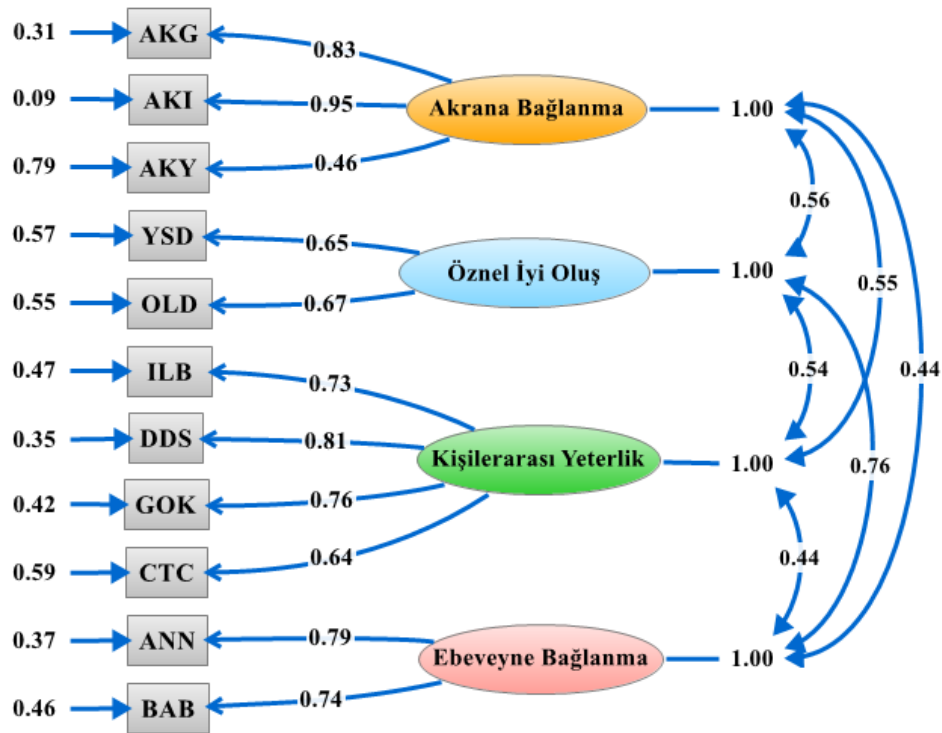 0.31 AKG 0.83
Akrana Bağlanma 1.00
0.09 AKI 0.95
0.79 AKY 0.46
0.56
0.57 YSD 0.65
Öznel İyi Oluş 1.00
0.55 OLD 0.67
0.55
0.47 ILB 0.73
0.54
0.44
0.35 DDS 0.81
Kişilerarası Yeterlik 1.00
0.76
0.42 GOK 0.76
0.59 CTC 0.64
0.44
0.37 ANN 0.79
Ebeveyne Bağlanma 1.00
0.46 BAB 0.74